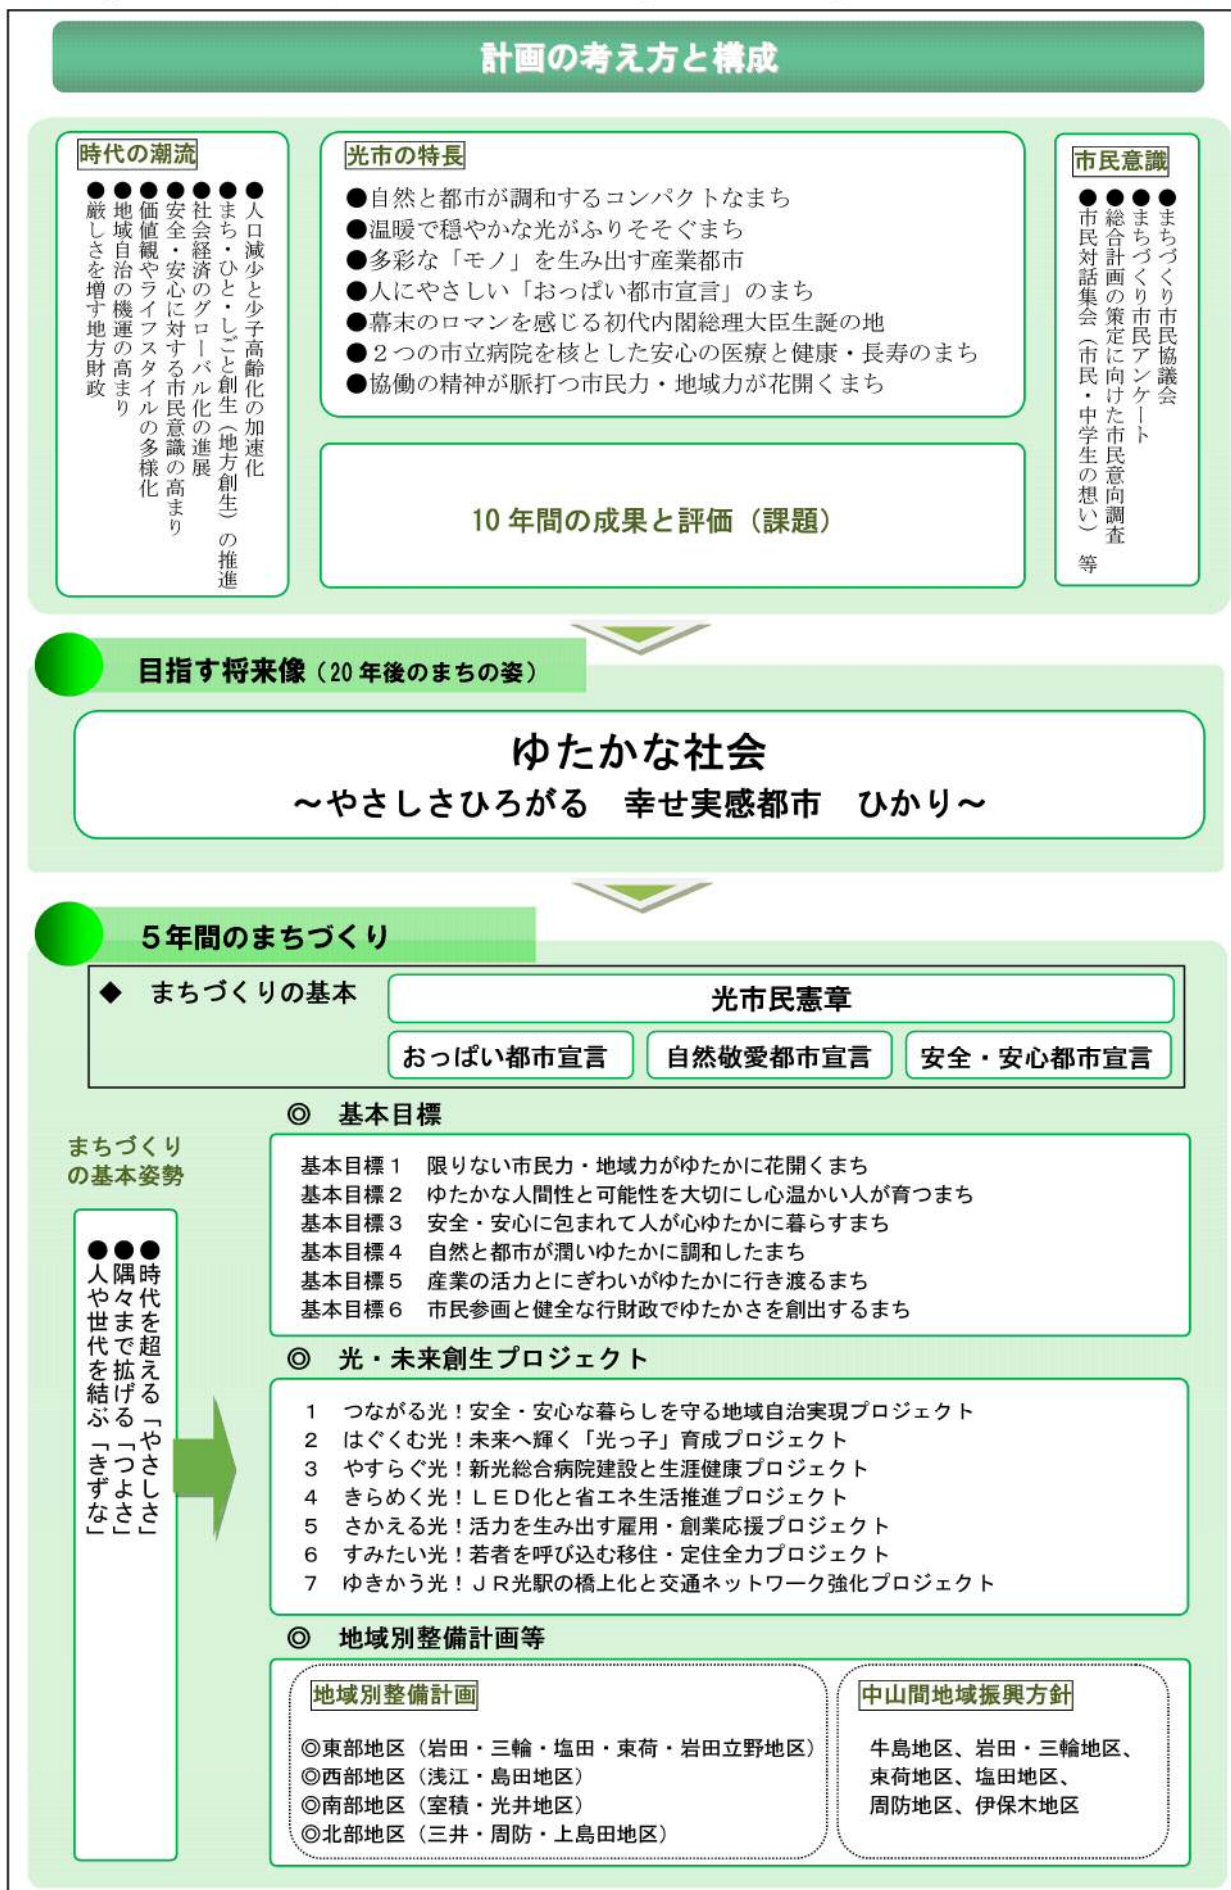 計画の考え方と構成
時代の潮流
●人口減少と少子高齢化の加速化
●まち・ひと・しごと創生（地方創生）の推進
●社会経済のグローバル化の進展
●安全・安心に対する市民意識の高まり
●価値観やライフスタイルの多様化
●地域自治の機運の高まり
●厳しさを増す地方財政
光市の特長
●自然と都市が調和するコンパクトなまち
●温暖で穏やかな光がふりそそぐまち
●多彩な「モノ」を生み出す産業都市
●人にやさしい「おっぱい都市宣言」のまち
●幕末のロマンを感じる初代内閣総理大臣生誕の地
●２つの市立病院を核とした安心の医療と健康・長寿のまち
●協働の精神が脈打つ市民力・地域力が花開くまち
10年間の成果と評価（課題）
市民意識
●まちづくり市民協議会
●まちづくり市民アンケート
●総合計画の策定に向けた市民意向調査
●市民対話集会（市民・中学生の想い）　等
目指す将来像（20年後のまちの姿）
ゆたかな社会
～やさしさひろがる　幸せ実感都市　ひかり～
５年間のまちづくり
◆　まちづくりの基本
光市民憲章
おっぱい都市宣言
自然敬愛都市宣言
安全・安心都市宣言
まちづくり
の基本姿勢
●時代を超える「やさしさ」
●隅々まで拡げる「つよさ」
●人や世代を結ぶ「きずな」
◎　基本目標
基本目標１　限りない市民力・地域力がゆたかに花開くまち
基本目標２　ゆたかな人間性と可能性を大切にし心温かい人が育つまち
基本目標３　安全・安心に包まれて人が心ゆたかに暮らすまち
基本目標４　自然と都市が潤いゆたかに調和したまち
基本目標５　産業の活力とにぎわいがゆたかに行き渡るまち
基本目標６　市民参画と健全な行財政でゆたかさを創出するまち
◎　光・未来創生プロジェクト
１　つながる光！安全・安心な暮らしを守る地域自治実現プロジェクト
２　はぐくむ光！未来へ輝く「光っ子」育成プロジェクト
３　やすらぐ光！新光総合病院建設と生涯健康プロジェクト
４　きらめく光！ＬＥＤ化と省エネ生活推進プロジェクト
５　さかえる光！活力を生み出す雇用・創業応援プロジェクト
６　すみたい光！若者を呼び込む移住・定住全力プロジェクト
７　ゆきかう光！ＪＲ光駅の橋上化と交通ネットワーク強化プロジェクト
◎　地域別整備計画等
地域別整備計画
◎東部地区（岩田・三輪・塩田・束荷・岩田立野地区）
◎西部地区（浅江・島田地区）
◎南部地区（室積・光井地区）
◎北部地区（三井・周防・上島田地区）
中山間地域振興方針
牛島地区、岩田・三輪地区、
束荷地区、塩田地区、
周防地区、伊保木地区